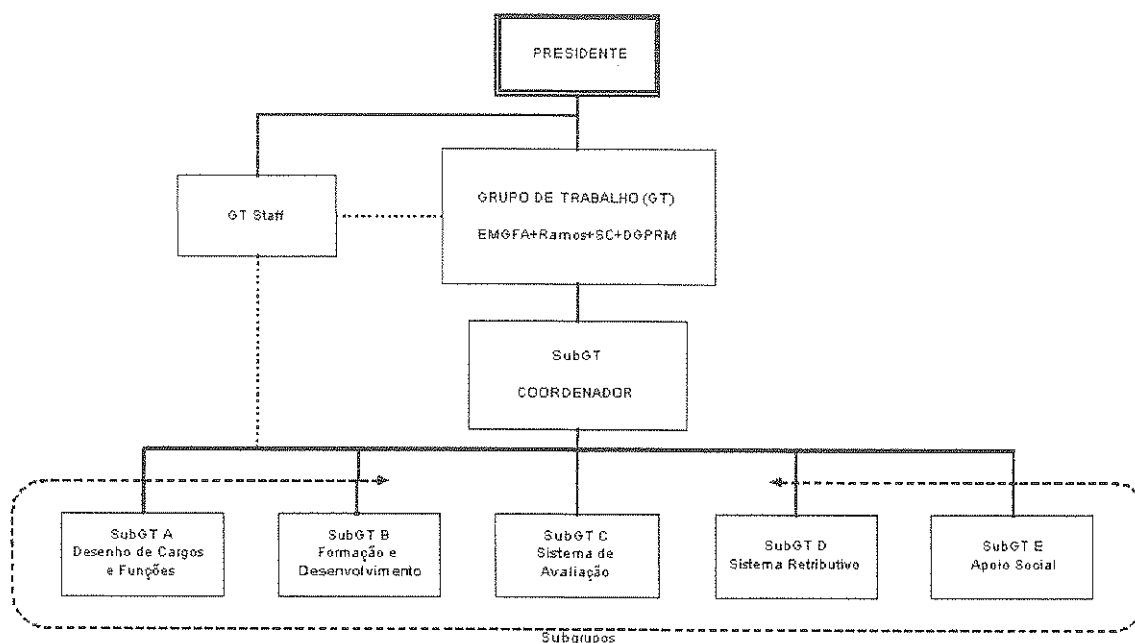 PRESIDENTE
GT Staff
GRUPO DE TRABALHO (GT)
EMGFA+Ramos+SC+DGPRM
SubGT
COORDENADOR
SubGT A
Desenho de Cargos
e Funções
SubGT B
Formação e
Desenvolvimento
SubGT C
Sistema de
Avaliação
SubGT D
Sistema Retributivo
SubGT E
Apoio Social
Subgrupos